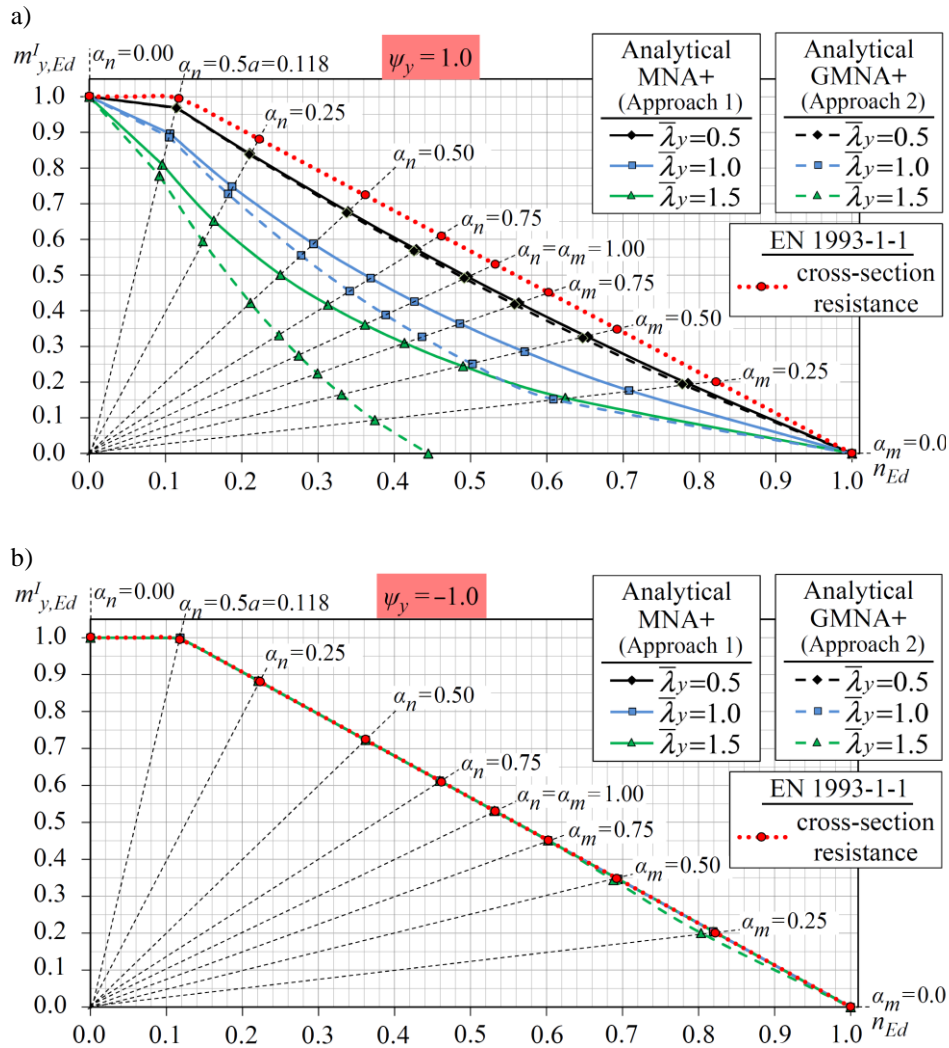 a)
m^I_{y,Ed}
α_n=0.00
α_n=0.5a=0.118
ψ_y=1.0
α_n=0.25
α_n=0.50
α_n=0.75
α_n=α_m=1.00
α_m=0.75
α_m=0.50
α_m=0.25
α_m=0.0
Analytical
MNA+
(Approach 1)
λ̄_y=0.5
λ̄_y=1.0
λ̄_y=1.5
Analytical
GMNA+
(Approach 2)
λ̄_y=0.5
λ̄_y=1.0
λ̄_y=1.5
EN 1993-1-1
cross-section
resistance
1.0
0.9
0.8
0.7
0.6
0.5
0.4
0.3
0.2
0.1
0.0
0.0 0.1 0.2 0.3 0.4 0.5 0.6 0.7 0.8 0.9 1.0
n_{Ed}
b)
m^I_{y,Ed}
α_n=0.00
α_n=0.5a=0.118
ψ_y=–1.0
α_n=0.25
α_n=0.50
α_n=0.75
α_n=α_m=1.00
α_m=0.75
α_m=0.50
α_m=0.25
α_m=0.0
Analytical
MNA+
(Approach 1)
λ̄_y=0.5
λ̄_y=1.0
λ̄_y=1.5
Analytical
GMNA+
(Approach 2)
λ̄_y=0.5
λ̄_y=1.0
λ̄_y=1.5
EN 1993-1-1
cross-section
resistance
1.0
0.9
0.8
0.7
0.6
0.5
0.4
0.3
0.2
0.1
0.0
0.0 0.1 0.2 0.3 0.4 0.5 0.6 0.7 0.8 0.9 1.0
n_{Ed}